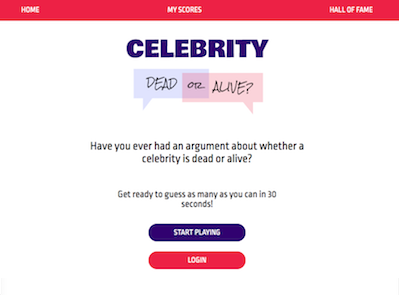 HOME MY SCORES HALL OF FAME
CELEBRITY
DEAD OR ALIVE?
Have you ever had an argument about whether a
celebrity is dead or alive?
Get ready to guess as many as you can in 30
seconds!
START PLAYING
LOGIN